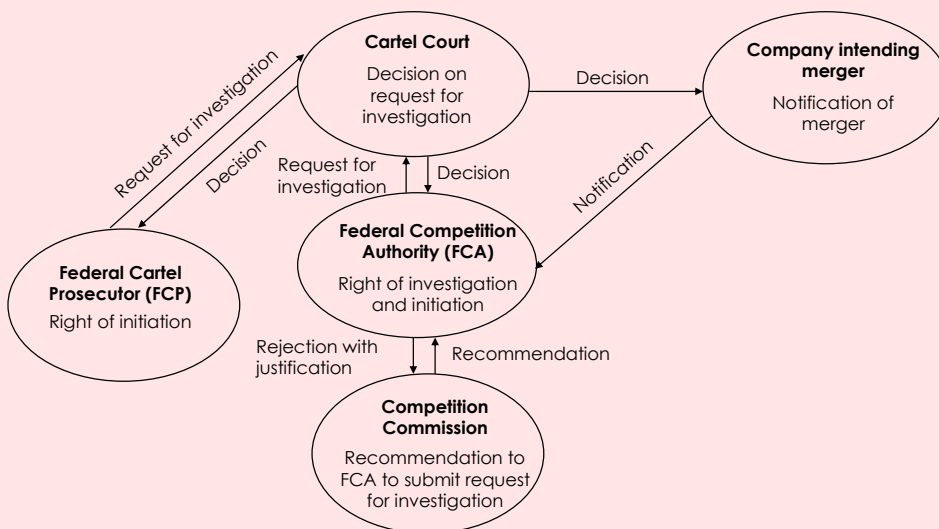 Cartel Court
Decision on
request for
investigation
Decision
Company intending
merger
Notification of
merger
Request for investigation
Decision
Request for
investigation
Decision
Notification
Federal Competition
Authority (FCA)
Right of investigation
and initiation
Federal Cartel
Prosecutor (FCP)
Right of initiation
Rejection with
justification
Recommendation
Competition
Commission
Recommendation to
FCA to submit request
for investigation